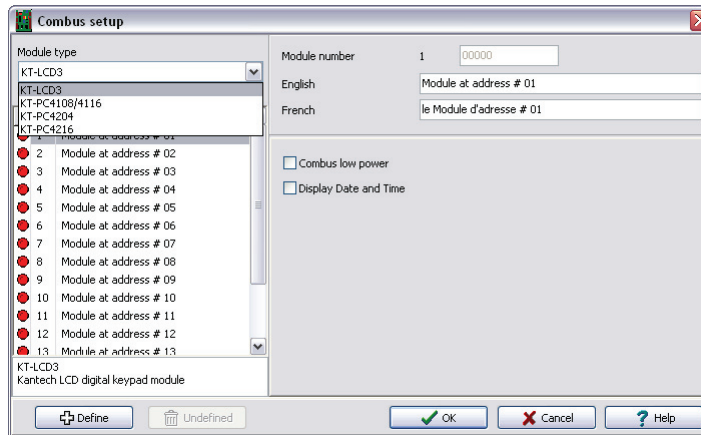 Combus setup
Module type
KT-LCD3
KT-LCD3
KT-PC4108/4116
KT-PC4204
KT-PC4216
1 Module at address # 01
2 Module at address # 02
3 Module at address # 03
4 Module at address # 04
5 Module at address # 05
6 Module at address # 06
7 Module at address # 07
8 Module at address # 08
9 Module at address # 09
10 Module at address # 10
11 Module at address # 11
12 Module at address # 12
13 Module at address # 13
KT-LCD3
Kantech LCD digital keypad module
Module number 1 00000
English Module at address # 01
French le Module d'adresse # 01
Combus low power
Display Date and Time
Define Undefined OK Cancel Help